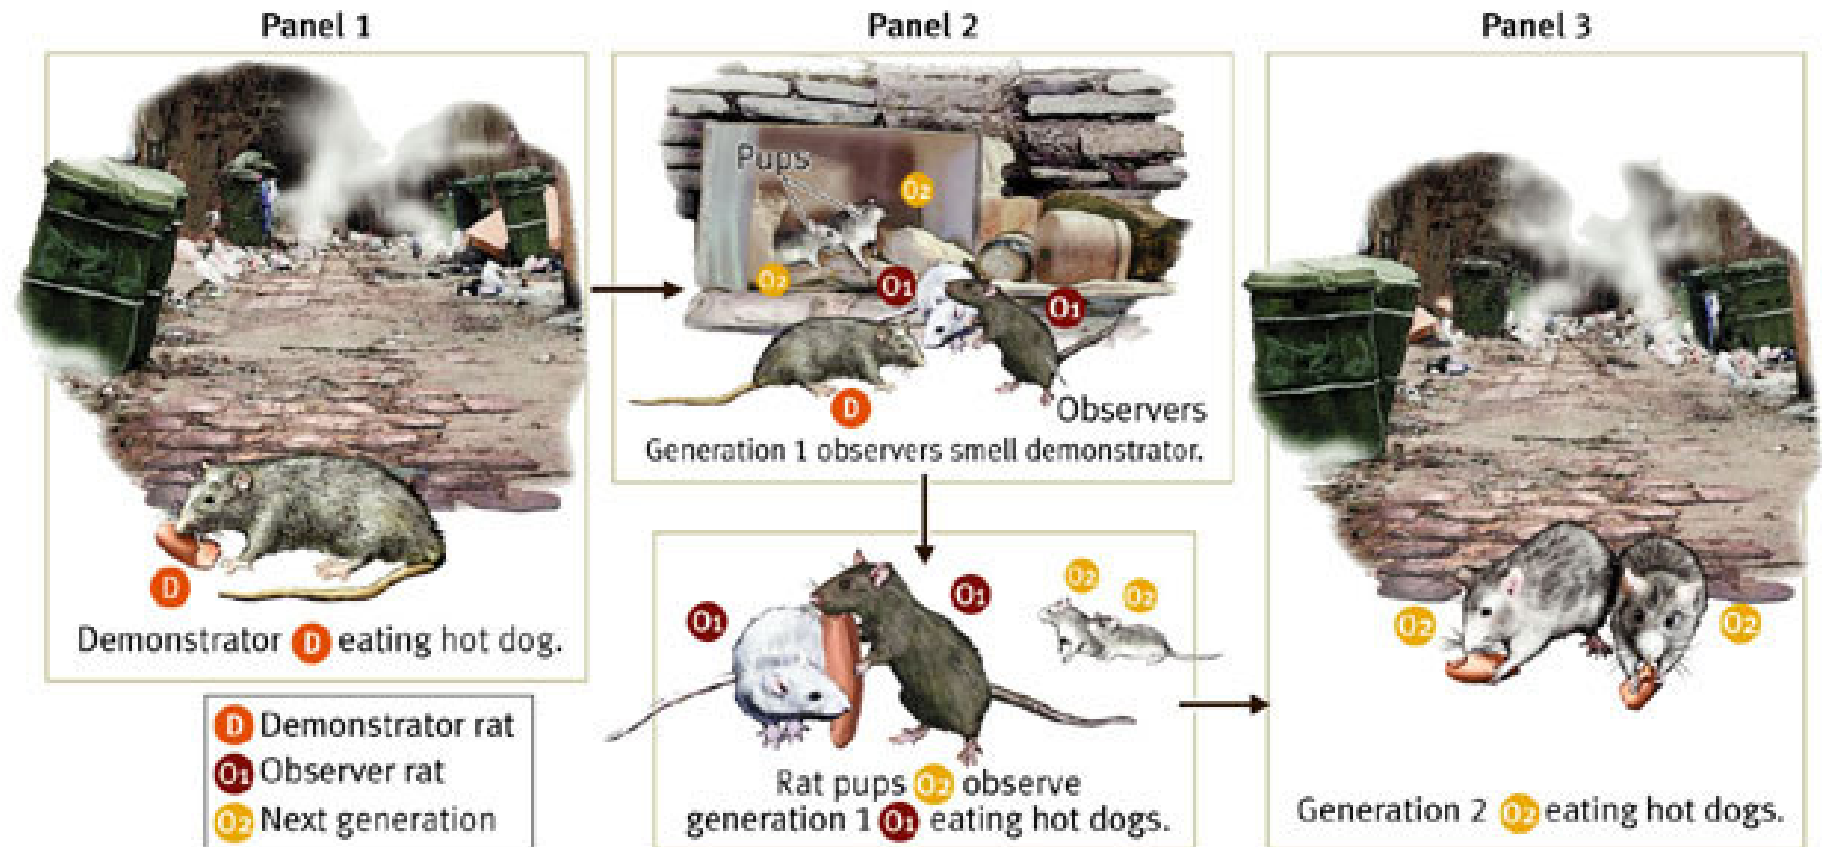 Panel 1
D
Demonstrator D eating hot dog.
D Demonstrator rat
O1 Observer rat
O2 Next generation
Panel 2
Pups
O2
O2
O1
O1
D
Observers
Generation 1 observers smell demonstrator.
O1
O1
O2
O2
Rat pups O2 observe
generation 1 O1 eating hot dogs.
Panel 3
O2
O2
Generation 2 O2 eating hot dogs.